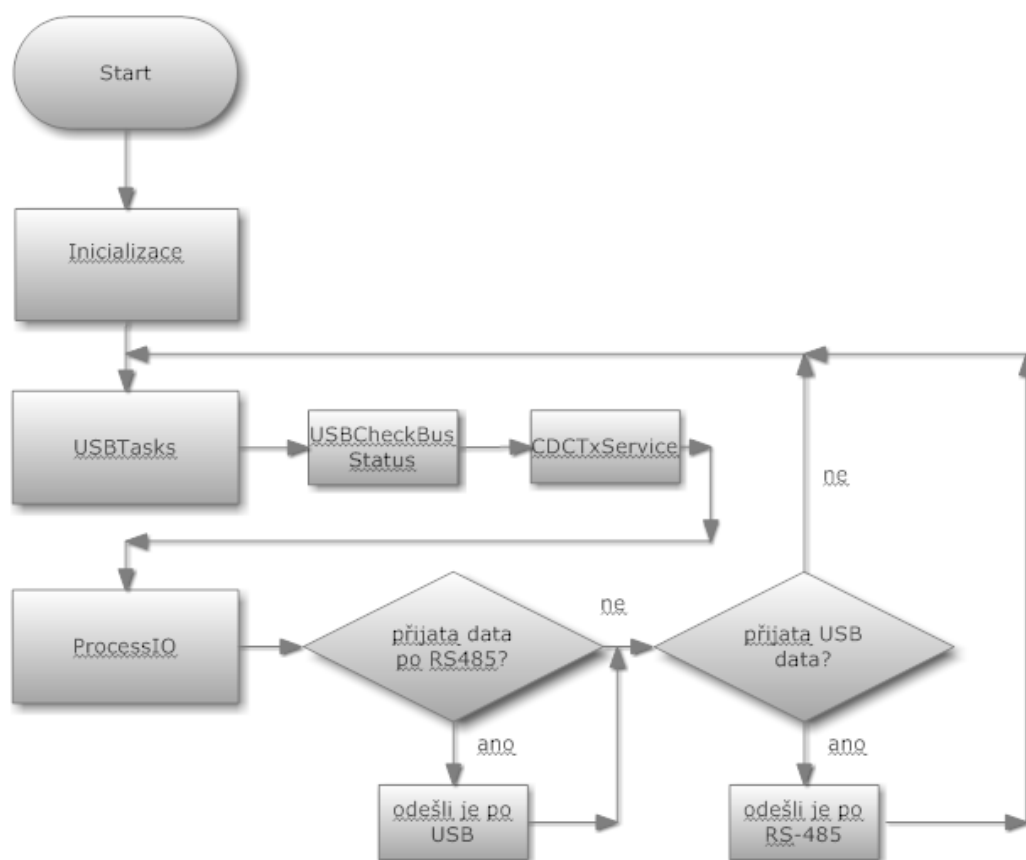 Start
Inicializace
USBTasks
USBCheckBus
Status
CDCTxService
ne
ProcessIO
přijata data
po RS485?
ne
přijata USB
data?
ano
ano
odešli je po
USB
odešli je po
RS-485